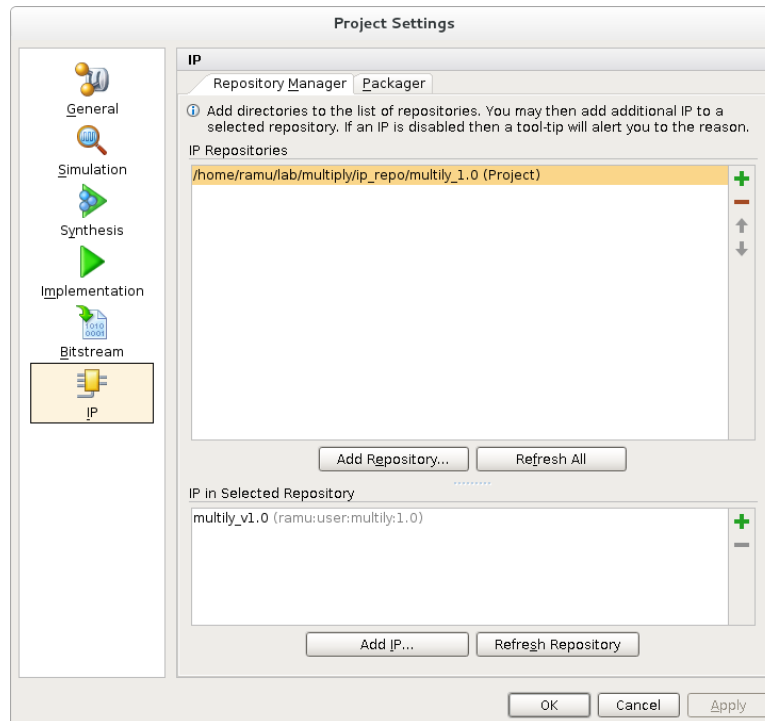 Project Settings
General
Simulation
Synthesis
Implementation
1010
0001
Bitstream
IP
IP
Repository Manager
Packager
Add directories to the list of repositories. You may then add additional IP to a
selected repository. If an IP is disabled then a tool-tip will alert you to the reason.
IP Repositories
/home/ramu/lab/multiply/ip_repo/multily_1.0 (Project)
Add Repository...
Refresh All
IP in Selected Repository
multily_v1.0 (ramu:user:multily:1.0)
Add IP...
Refresh Repository
OK
Cancel
Apply